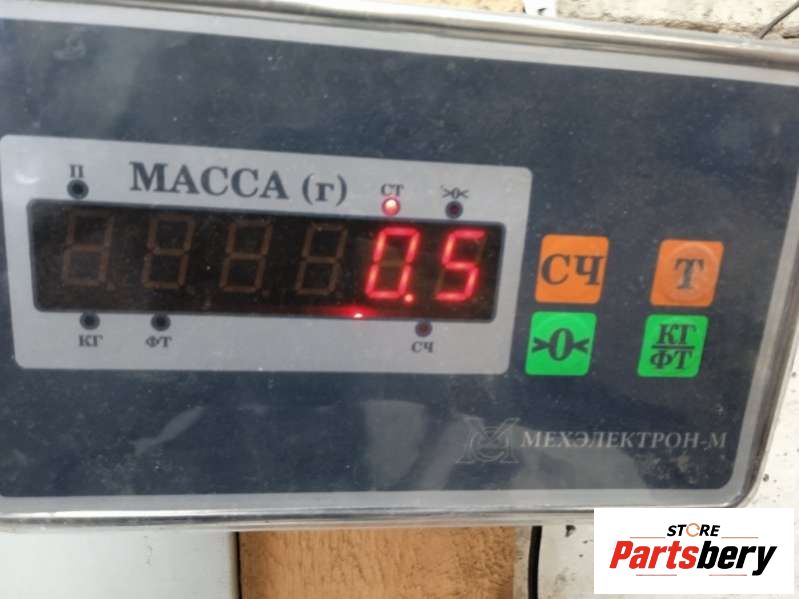 П
МАССА (г)
СТ
>0<
0.5
КГ
ФТ
СЧ
СЧ
Т
>0<
КГ
ФТ
МЕХЭЛЕКТРОН-М
STORE
Partsbery